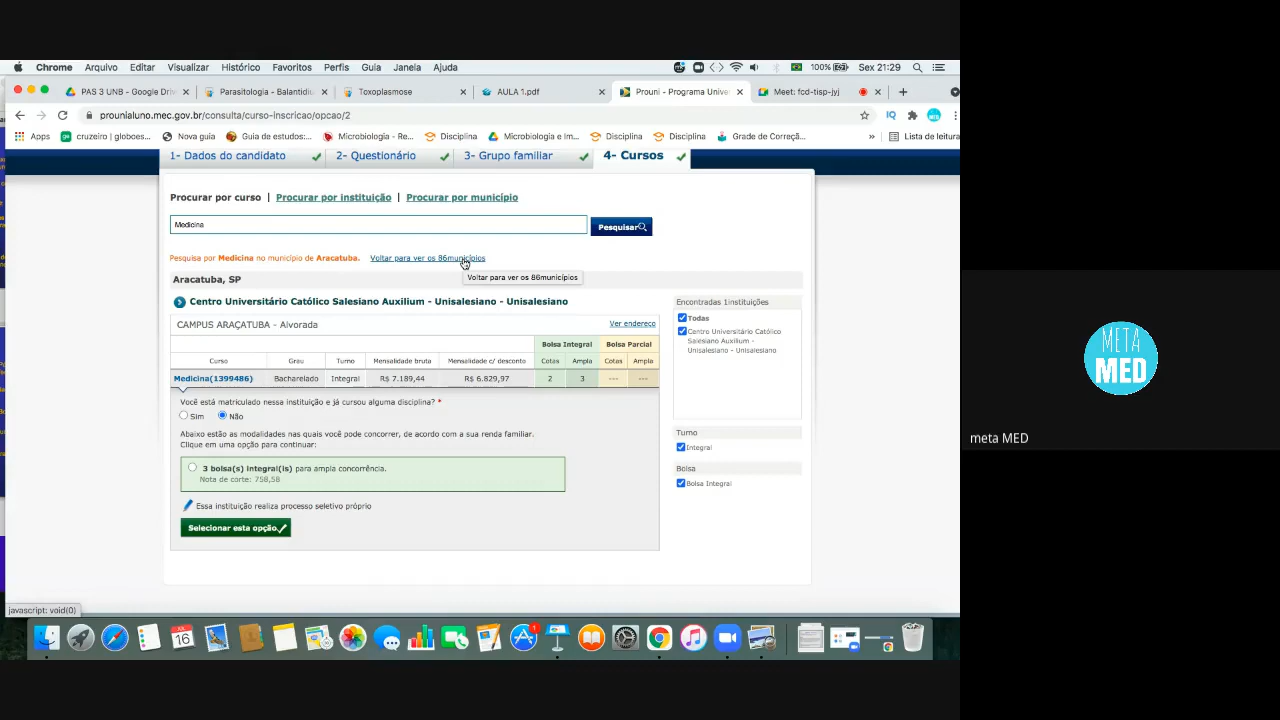 Chrome Arquivo Editar Visualizar Histórico Favoritos Perfis Guia Janela Ajuda 100% Sex 21:29
PAS 3 UNB - Google Driv Parasitologia - Balantidiu Toxoplasmose AULA 1.pdf Prouni - Programa Univer Meet: fcd-tisp-jyj
prounialuno.mec.gov.br/consulta/curso-inscricao/opcao/2
Apps cruzeiro | globoes... Nova guia Guia de estudos:... Microbiologia - Re... Disciplina Microbiologia e Im... Disciplina Disciplina Grade de Correçã... » Lista de leitura
1- Dados do candidato 2- Questionário 3- Grupo familiar 4- Cursos
Procurar por curso | Procurar por instituição | Procurar por município
Medicina
Pesquisar
Pesquisa por Medicina no município de Aracatuba. Voltar para ver os 86municípios
Voltar para ver os 86municípios
Aracatuba, SP
Centro Universitário Católico Salesiano Auxilium - Unisalesiano - Unisalesiano
CAMPUS ARAÇATUBA - Alvorada Ver endereço
Bolsa Integral Bolsa Parcial
Curso Grau Turno Mensalidade bruta Mensalidade c/ desconto Cotas Ampla Cotas Ampla
Medicina(1399486) Bacharelado Integral R$ 7.189,44 R$ 6.829,97 2 3 --- ---
Você está matriculado nessa instituição e já cursou alguma disciplina? *
Sim Não
Abaixo estão as modalidades nas quais você pode concorrer, de acordo com a sua renda familiar.
Clique em uma opção para continuar:
3 bolsa(s) integral(is) para ampla concorrência.
Nota de corte: 758,58
Essa instituição realiza processo seletivo próprio
Selecionar esta opção
Encontradas 1instituições
Todas
Centro Universitário Católico
Salesiano Auxilium -
Unisalesiano - Unisalesiano
Turno
Integral
Bolsa
Bolsa Integral
javascript: void(0)
META
MED
meta MED